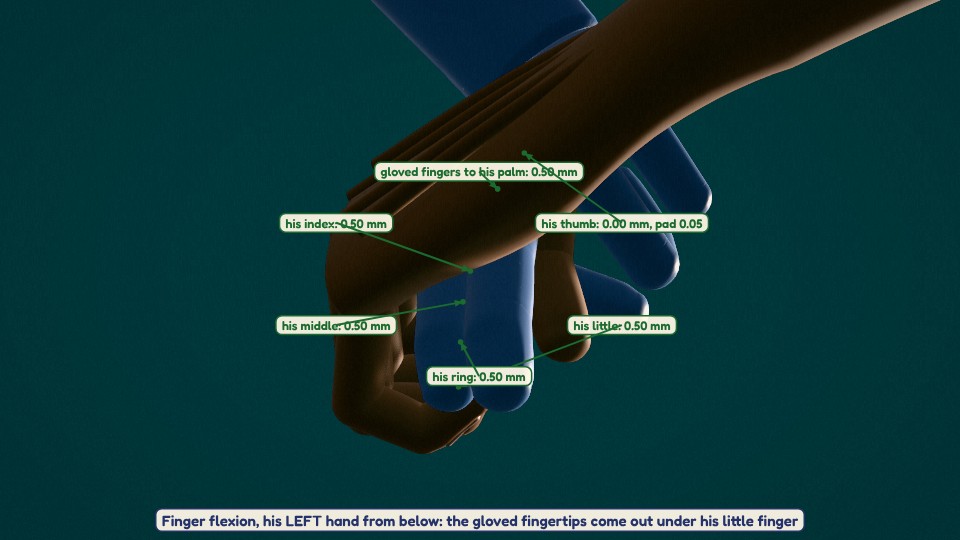 gloved fingers to his palm: 0.50 mm
his index: 0.50 mm
his thumb: 0.00 mm, pad 0.05
his middle: 0.50 mm
his little: 0.50 mm
his ring: 0.50 mm
Finger flexion, his LEFT hand from below: the gloved fingertips come out under his little finger